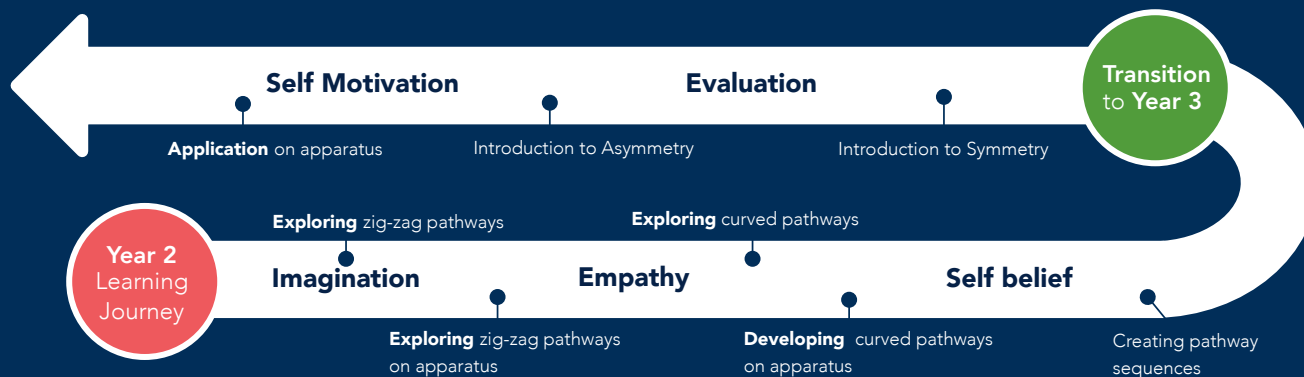 Self Motivation
Evaluation
Transition
to Year 3
Application on apparatus
Introduction to Asymmetry
Introduction to Symmetry
Exploring zig-zag pathways
Exploring curved pathways
Year 2
Learning
Journey
Imagination
Empathy
Self belief
Exploring zig-zag pathways
on apparatus
Developing curved pathways
on apparatus
Creating pathway
sequences